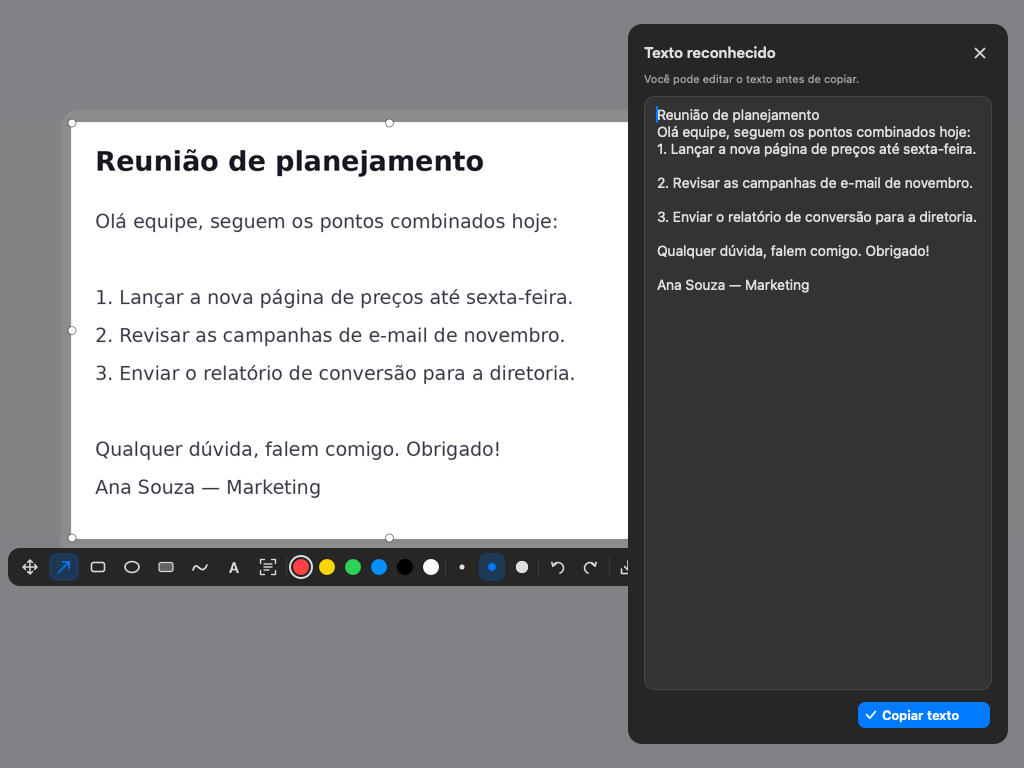 Reunião de planejamento
Olá equipe, seguem os pontos combinados hoje:
1. Lançar a nova página de preços até sexta-feira.
2. Revisar as campanhas de e-mail de novembro.
3. Enviar o relatório de conversão para a diretoria.
Qualquer dúvida, falem comigo. Obrigado!
Ana Souza — Marketing
A
Texto reconhecido
Você pode editar o texto antes de copiar.
Reunião de planejamento
Olá equipe, seguem os pontos combinados hoje:
1. Lançar a nova página de preços até sexta-feira.
2. Revisar as campanhas de e-mail de novembro.
3. Enviar o relatório de conversão para a diretoria.
Qualquer dúvida, falem comigo. Obrigado!
Ana Souza — Marketing
Copiar texto